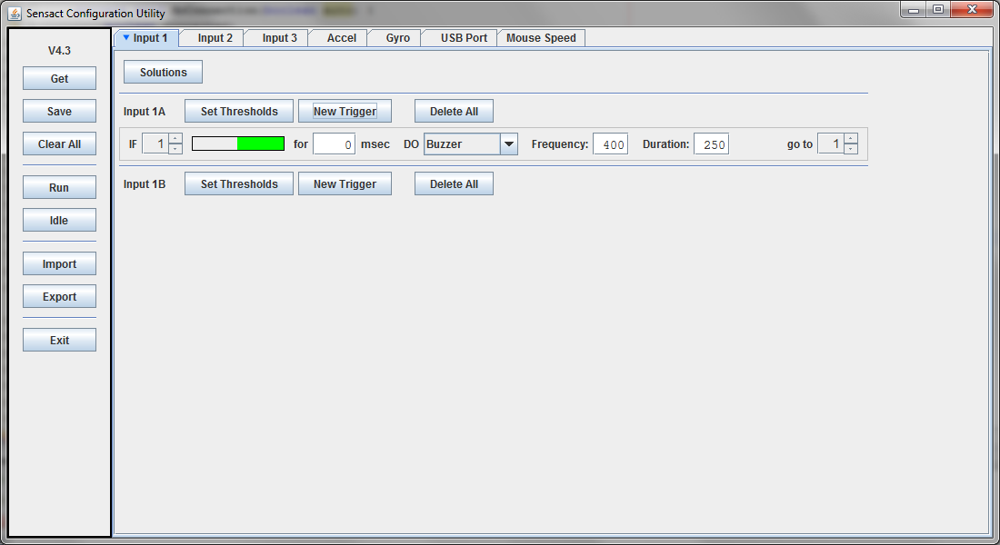 Sensact Configuration Utility
V4.3
Get
Save
Clear All
Run
Idle
Import
Export
Exit
Input 1 Input 2 Input 3 Accel Gyro USB Port Mouse Speed
Solutions
Input 1A Set Thresholds New Trigger Delete All
IF 1 for 0 msec DO Buzzer Frequency: 400 Duration: 250 go to 1
Input 1B Set Thresholds New Trigger Delete All